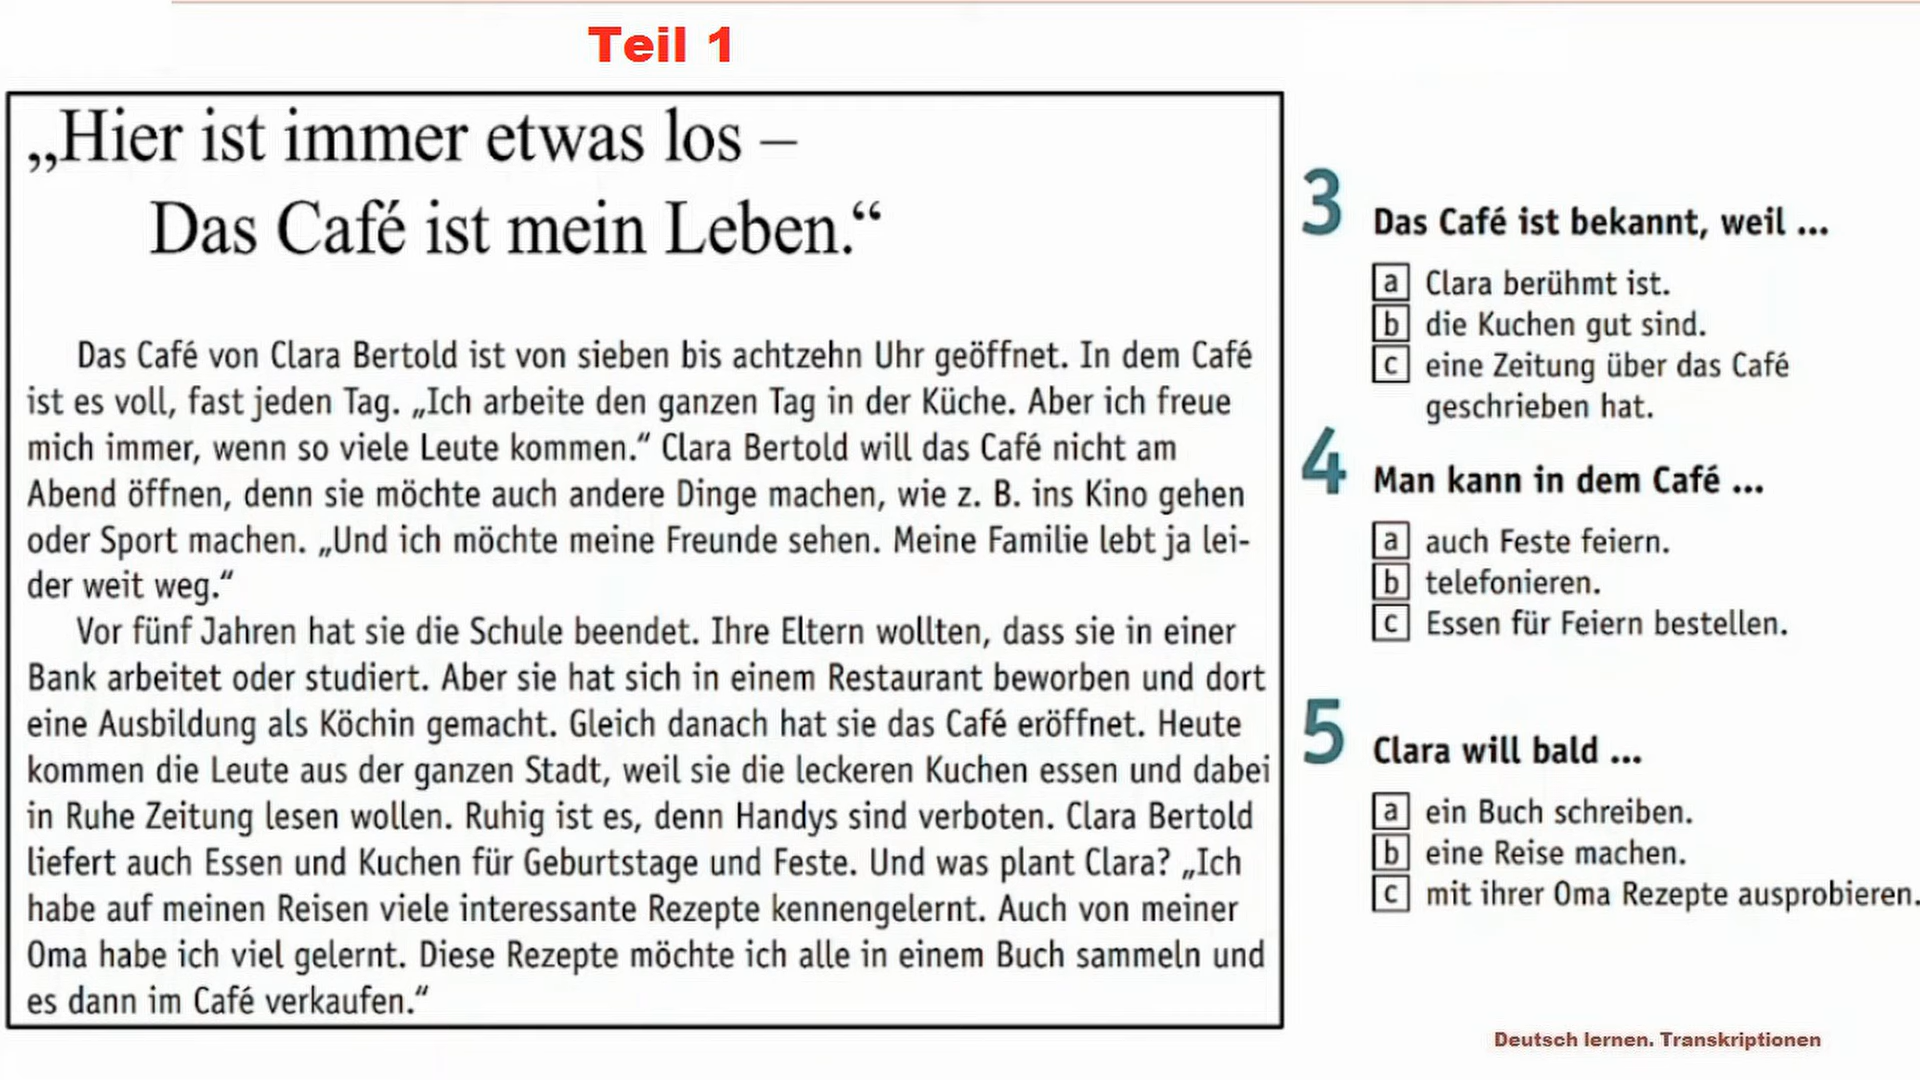 Teil 1
„Hier ist immer etwas los –
Das Café ist mein Leben.“
Das Café von Clara Bertold ist von sieben bis achtzehn Uhr geöffnet. In dem Café
ist es voll, fast jeden Tag. „Ich arbeite den ganzen Tag in der Küche. Aber ich freue
mich immer, wenn so viele Leute kommen.“ Clara Bertold will das Café nicht am
Abend öffnen, denn sie möchte auch andere Dinge machen, wie z. B. ins Kino gehen
oder Sport machen. „Und ich möchte meine Freunde sehen. Meine Familie lebt ja lei-
der weit weg.“
Vor fünf Jahren hat sie die Schule beendet. Ihre Eltern wollten, dass sie in einer
Bank arbeitet oder studiert. Aber sie hat sich in einem Restaurant beworben und dort
eine Ausbildung als Köchin gemacht. Gleich danach hat sie das Café eröffnet. Heute
kommen die Leute aus der ganzen Stadt, weil sie die leckeren Kuchen essen und dabei
in Ruhe Zeitung lesen wollen. Ruhig ist es, denn Handys sind verboten. Clara Bertold
liefert auch Essen und Kuchen für Geburtstage und Feste. Und was plant Clara? „Ich
habe auf meinen Reisen viele interessante Rezepte kennengelernt. Auch von meiner
Oma habe ich viel gelernt. Diese Rezepte möchte ich alle in einem Buch sammeln und
es dann im Café verkaufen.“
3 Das Café ist bekannt, weil ...
a Clara berühmt ist.
b die Kuchen gut sind.
c eine Zeitung über das Café
geschrieben hat.
4 Man kann in dem Café ...
a auch Feste feiern.
b telefonieren.
c Essen für Feiern bestellen.
5 Clara will bald ...
a ein Buch schreiben.
b eine Reise machen.
c mit ihrer Oma Rezepte ausprobieren.
Deutsch lernen. Transkriptionen